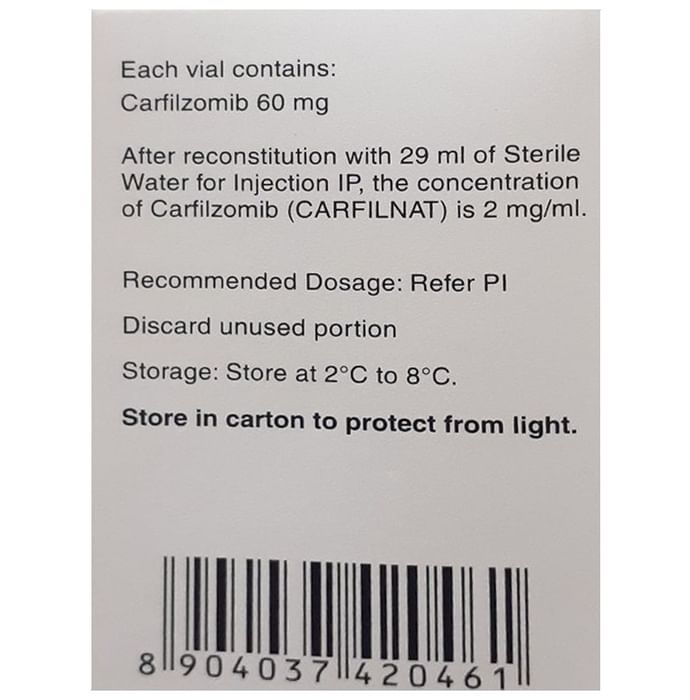 Each vial contains:
Carfilzomib 60 mg
After reconstitution with 29 ml of Sterile
Water for Injection IP, the concentration
of Carfilzomib (CARFILNAT) is 2 mg/ml.
Recommended Dosage: Refer PI
Discard unused portion
Storage: Store at 2°C to 8°C.
Store in carton to protect from light.
8 904037 420461